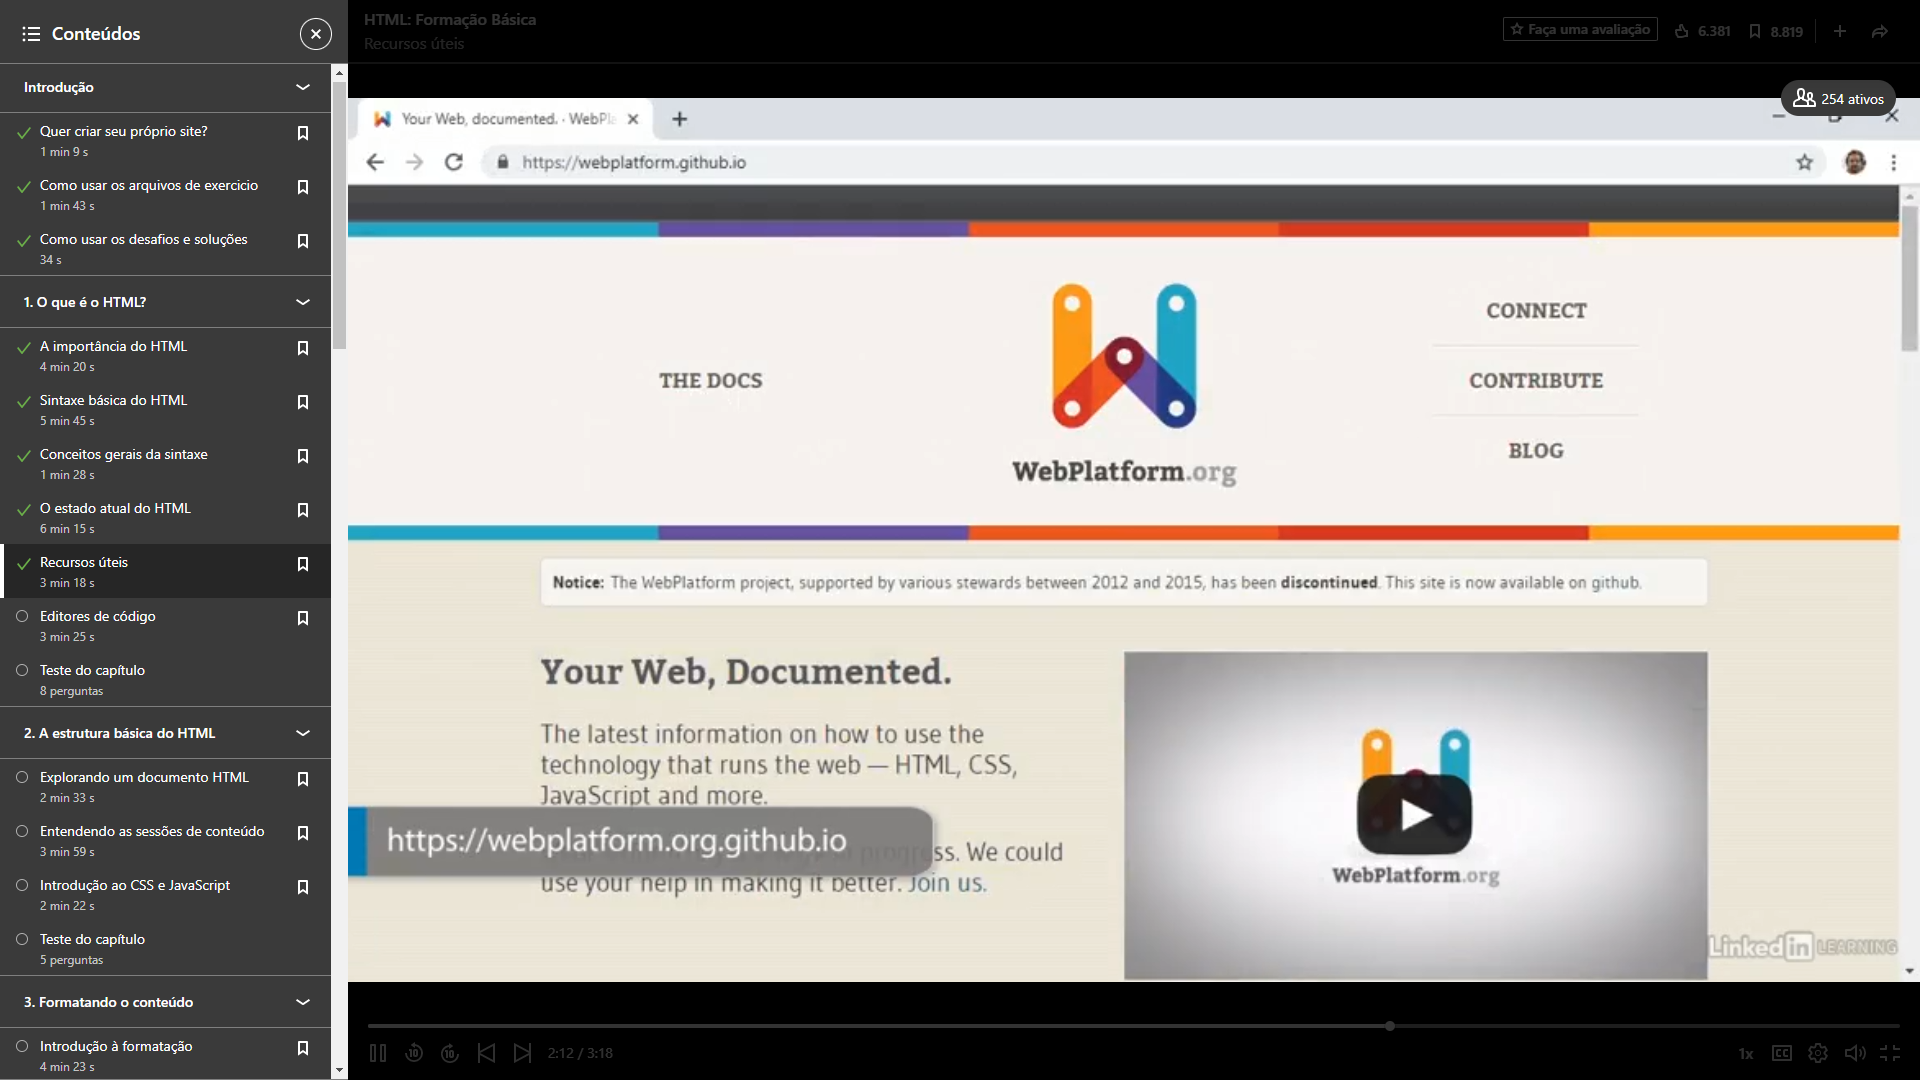 Conteúdos
Introdução
Quer criar seu próprio site?
1 min 9 s
Como usar os arquivos de exercicio
1 min 43 s
Como usar os desafios e soluções
34 s
1. O que é o HTML?
A importância do HTML
4 min 20 s
Sintaxe básica do HTML
5 min 45 s
Conceitos gerais da sintaxe
1 min 28 s
O estado atual do HTML
6 min 15 s
Recursos úteis
3 min 18 s
Editores de código
3 min 25 s
Teste do capítulo
8 perguntas
2. A estrutura básica do HTML
Explorando um documento HTML
2 min 33 s
Entendendo as sessões de conteúdo
3 min 59 s
Introdução ao CSS e JavaScript
2 min 22 s
Teste do capítulo
5 perguntas
3. Formatando o conteúdo
Introdução à formatação
4 min 23 s
HTML: Formação Básica
Recursos úteis
Faça uma avaliação
6.381
8.819
254 ativos
Your Web, documented. · WebPla
https://webplatform.github.io
THE DOCS
WebPlatform.org
CONNECT
CONTRIBUTE
BLOG
Notice: The WebPlatform project, supported by various stewards between 2012 and 2015, has been discontinued. This site is now available on github.
Your Web, Documented.
The latest information on how to use the
technology that runs the web — HTML, CSS,
JavaScript and more.
https://webplatform.org.github.io
progress. We could
use your help in making it better. Join us.
WebPlatform.org
LinkedIn LEARNING
10
10
2:12 / 3:18
1x
CC